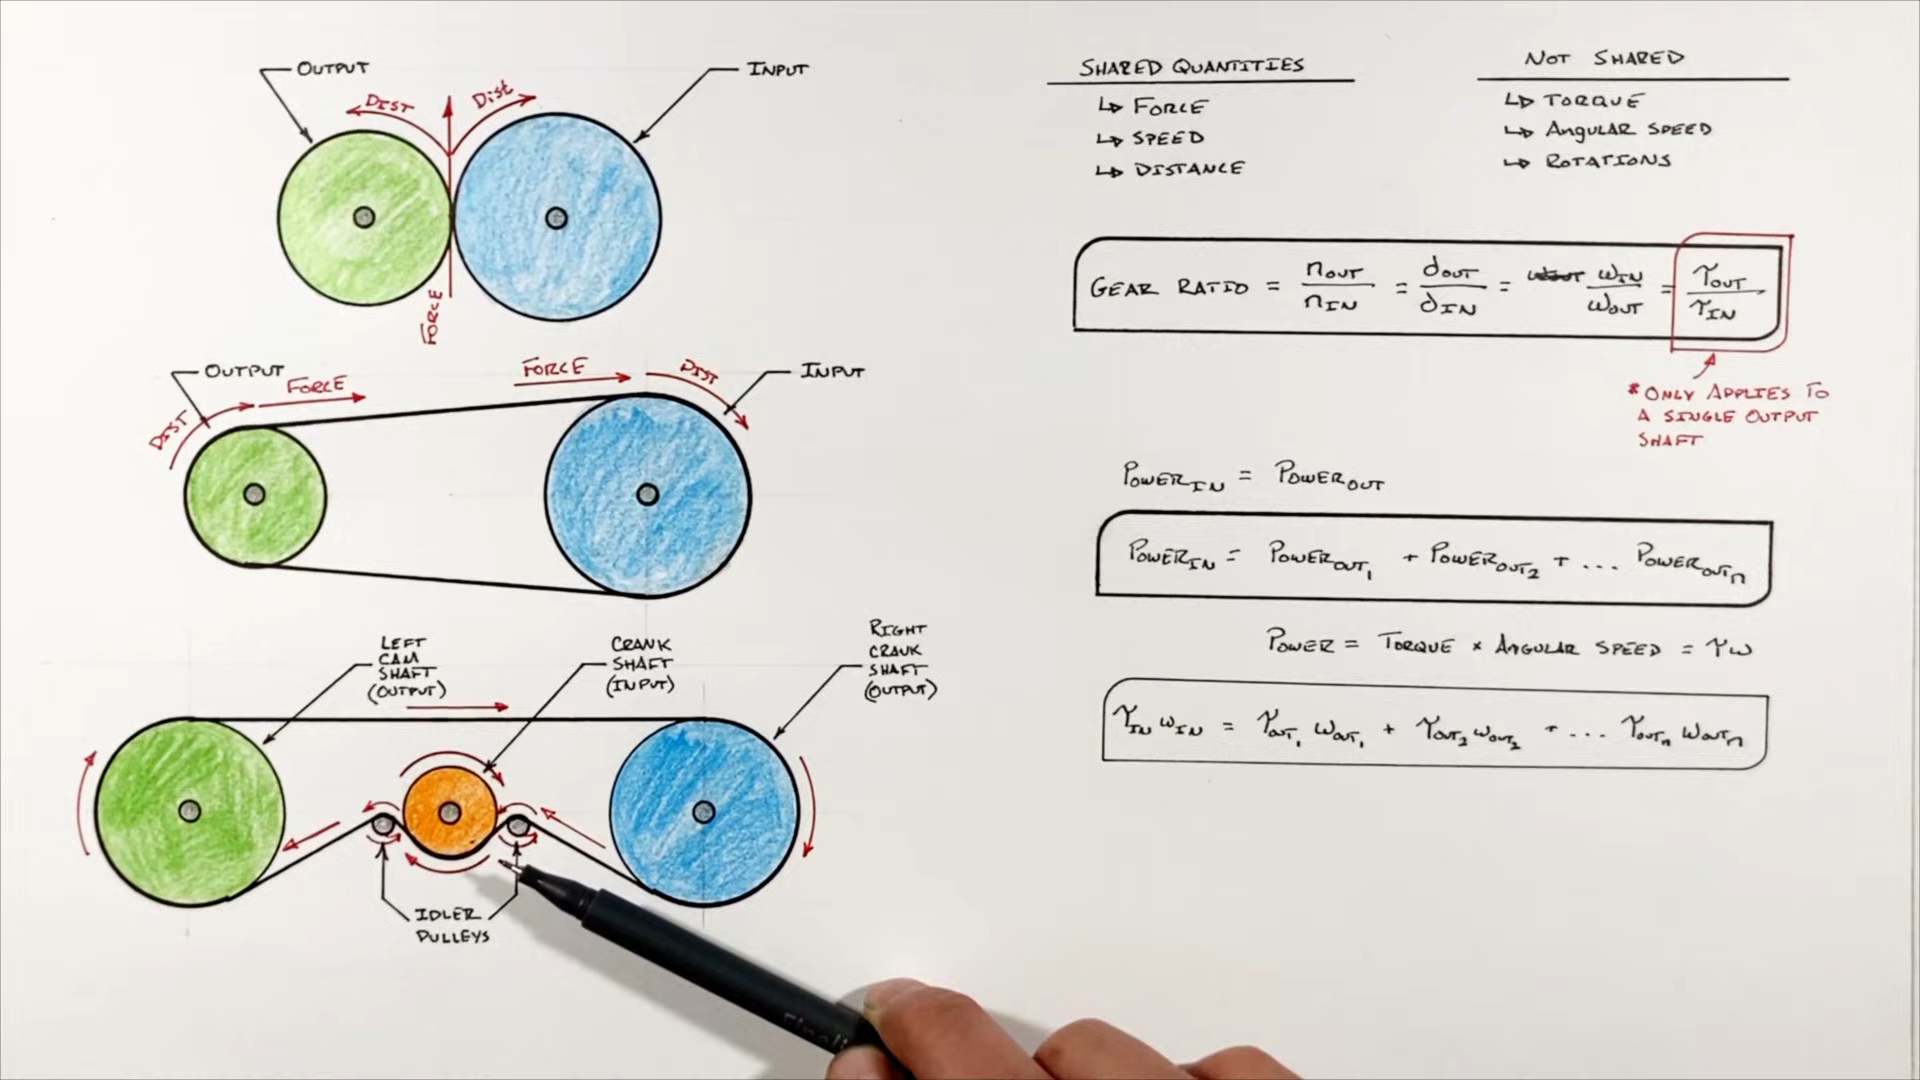 OUTPUT
INPUT
DIST
DIST
FORCE
OUTPUT
FORCE
FORCE
DIST
INPUT
DIST
LEFT
CAM
SHAFT
(OUTPUT)
CRANK
SHAFT
(INPUT)
RIGHT
CRANK
SHAFT
(OUTPUT)
IDLER
PULLEYS
SHARED QUANTITIES
↳ FORCE
↳ SPEED
↳ DISTANCE
NOT SHARED
↳ TORQUE
↳ ANGULAR SPEED
↳ ROTATIONS
GEAR RATIO = nOUT/nIN = dOUT/dIN = ωIN/ωOUT = τOUT/τIN
* ONLY APPLIES TO
A SINGLE OUTPUT
SHAFT
POWERIN = POWEROUT
POWERIN = POWEROUT1 + POWEROUT2 + ... POWEROUTn
POWER = TORQUE × ANGULAR SPEED = τω
τIN ωIN = τOUT1 ωOUT1 + τOUT2 ωOUT2 + ... τOUTn ωOUTn